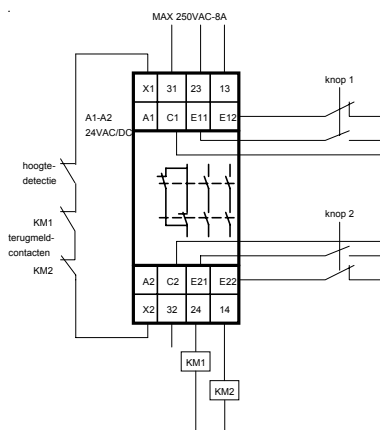 MAX 250VAC-8A
X1 31 23 13
A1 C1 E11 E12
A1-A2
24VAC/DC
knop 1
hoogte-
detectie
KM1
terugmeld-
contacten
KM2
knop 2
A2 C2 E21 E22
X2 32 24 14
KM1
KM2